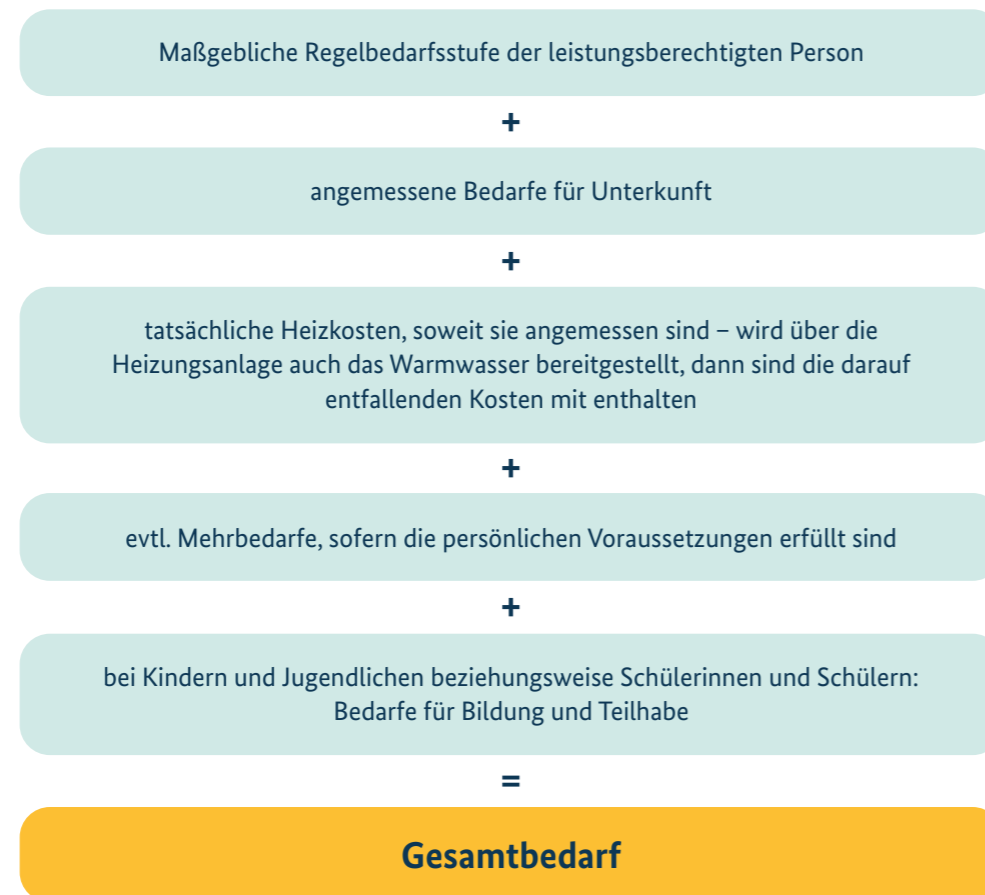 Maßgebliche Regelbedarfsstufe der leistungsberechtigten Person
+
angemessene Bedarfe für Unterkunft
+
tatsächliche Heizkosten, soweit sie angemessen sind – wird über die
Heizungsanlage auch das Warmwasser bereitgestellt, dann sind die darauf
entfallenden Kosten mit enthalten
+
evtl. Mehrbedarfe, sofern die persönlichen Voraussetzungen erfüllt sind
+
bei Kindern und Jugendlichen beziehungsweise Schülerinnen und Schülern:
Bedarfe für Bildung und Teilhabe
=
Gesamtbedarf